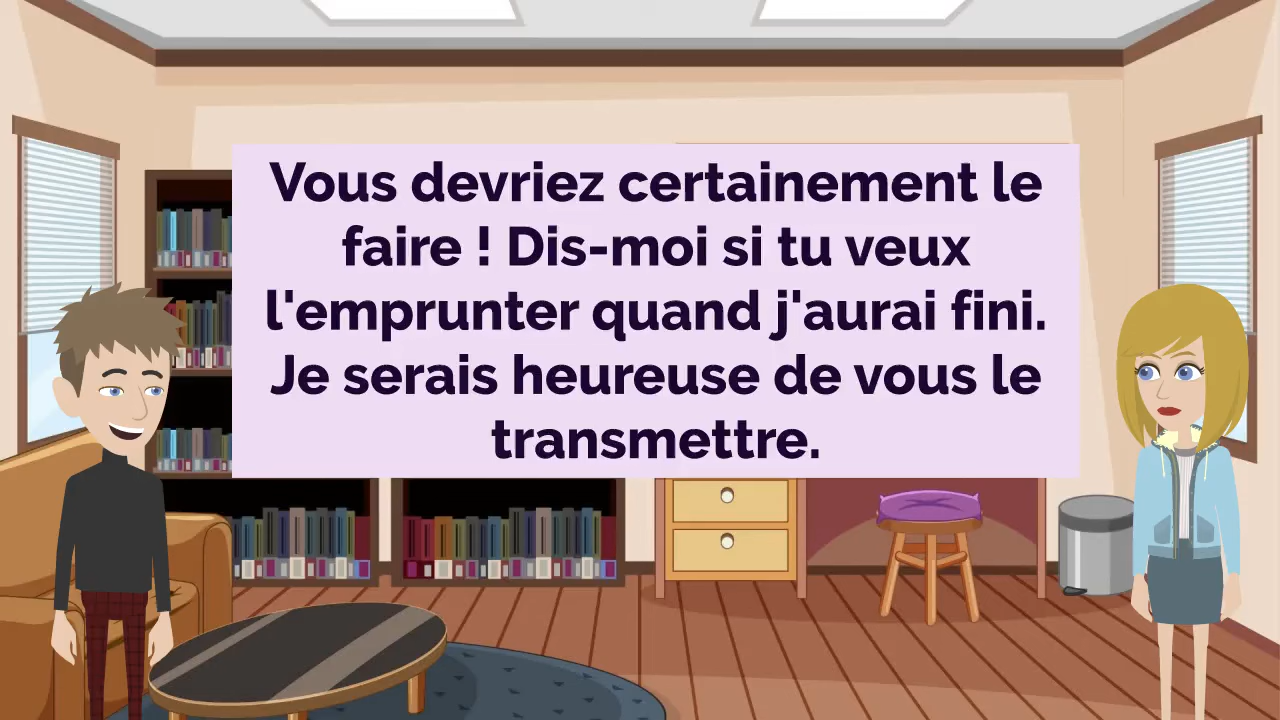 Vous devriez certainement le
faire ! Dis-moi si tu veux
l'emprunter quand j'aurai fini.
Je serais heureuse de vous le
transmettre.